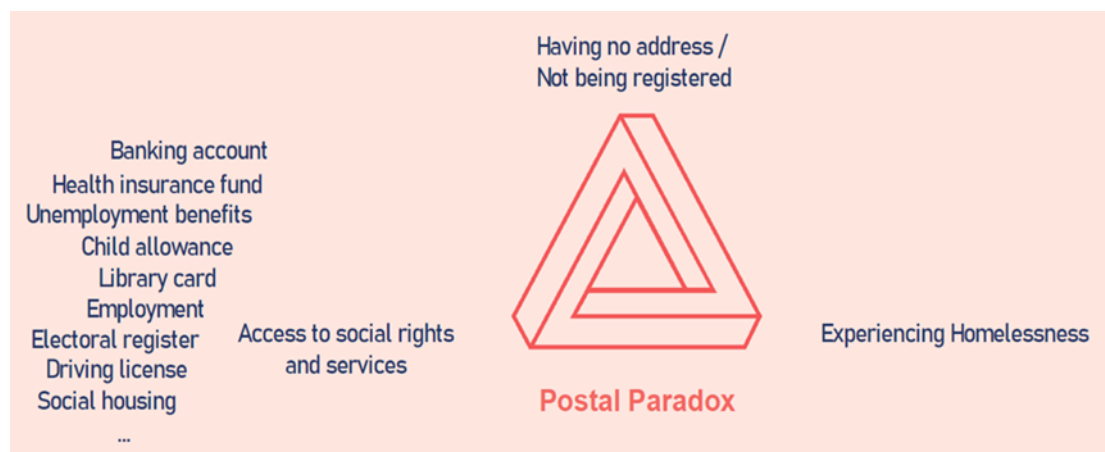 Having no address /
Not being registered
Banking account
Health insurance fund
Unemployment benefits
Child allowance
Library card
Employment
Electoral register
Driving license
Social housing
...
Access to social rights
and services
Experiencing Homelessness
Postal Paradox